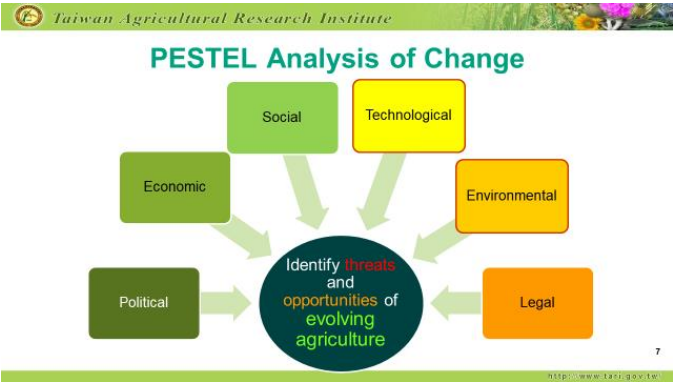 Taiwan Agricultural Research Institute
PESTEL Analysis of Change
Social
Technological
Economic
Environmental
Identify threats
and
opportunities of
evolving
agriculture
Political
Legal
7
http://www.tari.gov.tw/